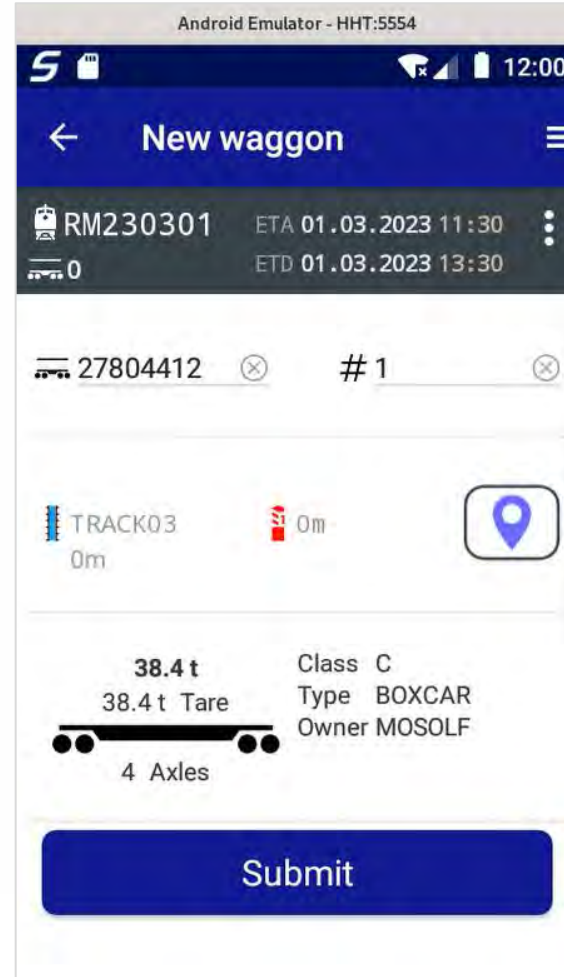 Android Emulator - HHT:5554
12:00
New waggon
RM230301 ETA 01.03.2023 11:30
0 ETD 01.03.2023 13:30
27804412 # 1
TRACK03 0m
0m
38.4 t
38.4 t Tare
4 Axles
Class C
Type BOXCAR
Owner MOSOLF
Submit